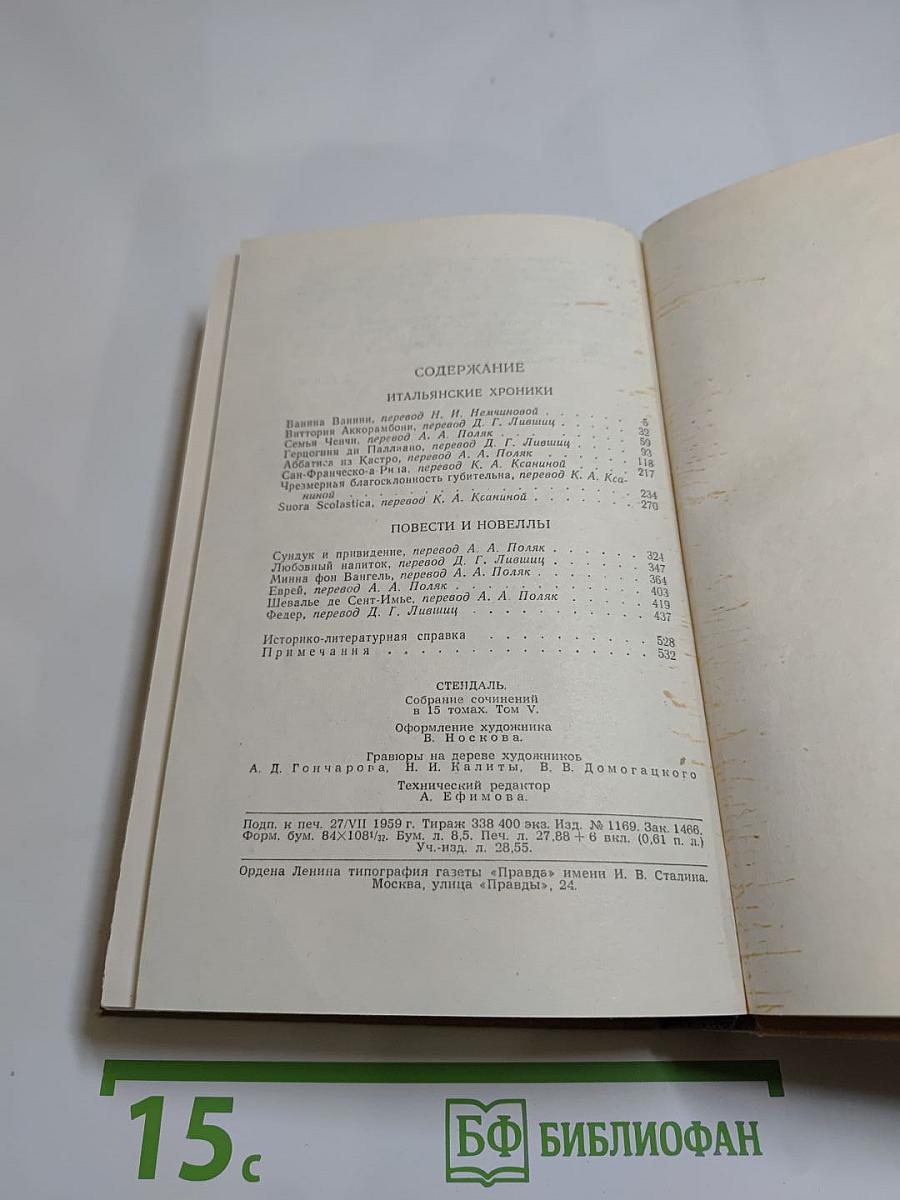 СОДЕРЖАНИЕ
ИТАЛЬЯНСКИЕ ХРОНИКИ
Ванина Ванини, перевод Н. И. Немчиновой . . . . . . 5
Виттория Аккорамбони, перевод Д. Г. Лившиц . . . . 32
Семья Ченчи, перевод А. А. Поляк . . . . . . . . 59
Герцогиня ди Паллиано, перевод Д. Г. Лившиц . . . . 93
Аббатиса из Кастро, перевод А. А. Поляк . . . . . . 118
Сан-Франческо-а-Рипа, перевод К. А. Ксаниной . . . 217
Чрезмерная благосклонность губительна, перевод К. А. Кса-
ниной . . . . . . . . . . . . . . . . . 234
Suora Scolastica, перевод К. А. Ксаниной . . . . . . . 270
ПОВЕСТИ И НОВЕЛЛЫ
Сундук и привидение, перевод А. А. Поляк . . . . . . 324
Любовный напиток, перевод Д. Г. Лившиц . . . . . . 347
Минна фон Вангель, перевод А. А. Поляк . . . . . . . 364
Еврей, перевод А. А. Поляк . . . . . . . . . . . 403
Шевалье де Сент-Имье, перевод А. А. Поляк . . . . . 419
Федер, перевод Д. Г. Лившиц . . . . . . . . . . 437
Историко-литературная справка . . . . . . . . . . 528
Примечания . . . . . . . . . . . . . . . . 532
СТЕНДАЛЬ.
Собрание сочинений
в 15 томах. Том V.
Оформление художника
В. Носкова.
Гравюры на дереве художников
А. Д. Гончарова, Н. И. Калиты, В. В. Домогацкого
Технический редактор
А. Ефимова.
Подп. к печ. 27/VII 1959 г. Тираж 338 400 экз. Изд. № 1169. Зак. 1466.
Форм. бум. 84×108¹/₃₂. Бум. л. 8,5. Печ. л. 27,88 + 6 вкл. (0,61 п. л.)
Уч.-изд. л. 28,55.
Ордена Ленина типография газеты «Правда» имени И. В. Сталина.
Москва, улица «Правды», 24.
15 с
БФ БИБЛИОФАН